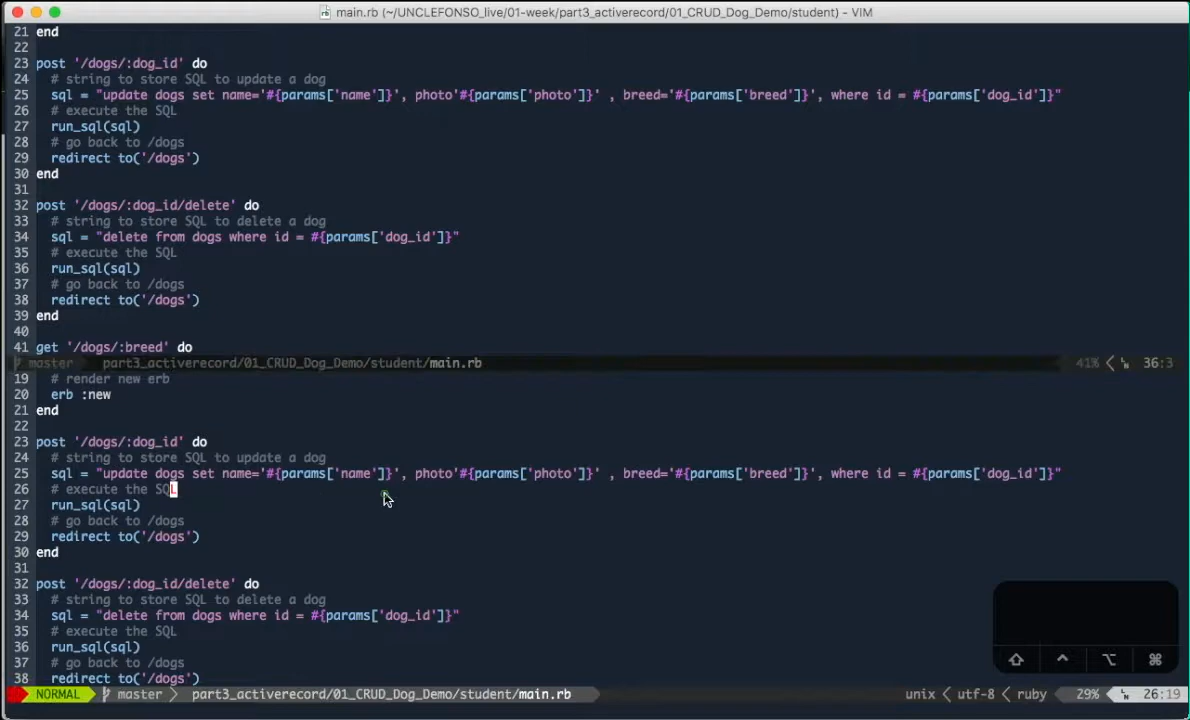 main.rb (~/UNCLEFONSO_live/01-week/part3_activerecord/01_CRUD_Dog_Demo/student) - VIM
21 end
22
23 post '/dogs/:dog_id' do
24   # string to store SQL to update a dog
25   sql = "update dogs set name='#{params['name']}', photo'#{params['photo']}' , breed='#{params['breed']}', where id = #{params['dog_id']}"
26   # execute the SQL
27   run_sql(sql)
28   # go back to /dogs
29   redirect to('/dogs')
30 end
31
32 post '/dogs/:dog_id/delete' do
33   # string to store SQL to delete a dog
34   sql = "delete from dogs where id = #{params['dog_id']}"
35   # execute the SQL
36   run_sql(sql)
37   # go back to /dogs
38   redirect to('/dogs')
39 end
40
41 get '/dogs/:breed' do
master part3_activerecord/01_CRUD_Dog_Demo/student/main.rb 41% 36:3
19   # render new erb
20   erb :new
21 end
22
23 post '/dogs/:dog_id' do
24   # string to store SQL to update a dog
25   sql = "update dogs set name='#{params['name']}', photo'#{params['photo']}' , breed='#{params['breed']}', where id = #{params['dog_id']}"
26   # execute the SQL
27   run_sql(sql)
28   # go back to /dogs
29   redirect to('/dogs')
30 end
31
32 post '/dogs/:dog_id/delete' do
33   # string to store SQL to delete a dog
34   sql = "delete from dogs where id = #{params['dog_id']}"
35   # execute the SQL
36   run_sql(sql)
37   # go back to /dogs
38   redirect to('/dogs')
NORMAL master part3_activerecord/01_CRUD_Dog_Demo/student/main.rb unix utf-8 ruby 29% 26:19